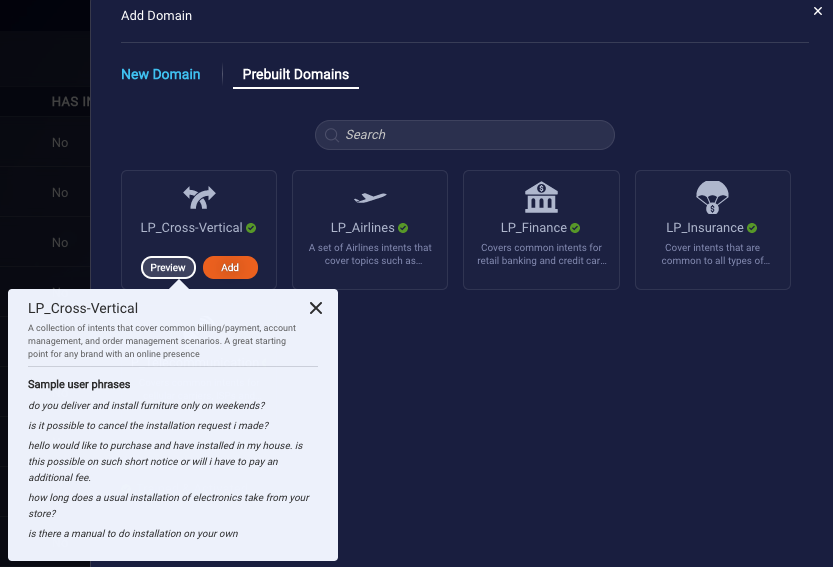 Add Domain
New Domain
Prebuilt Domains
HAS IN
No
No
No
Search
LP_Cross-Vertical
Preview
Add
LP_Airlines
A set of Airlines intents that
cover topics such as...
LP_Finance
Covers common intents for
retail banking and credit car...
LP_Insurance
Cover intents that are
common to all types of...
LP_Cross-Vertical
A collection of intents that cover common billing/payment, account
management, and order management scenarios. A great starting
point for any brand with an online presence
Sample user phrases
do you deliver and install furniture only on weekends?
is it possible to cancel the installation request i made?
hello would like to purchase and have installed in my house. is
this possible on such short notice or will i have to pay an
additional fee.
how long does a usual installation of electronics take from your
store?
is there a manual to do installation on your own